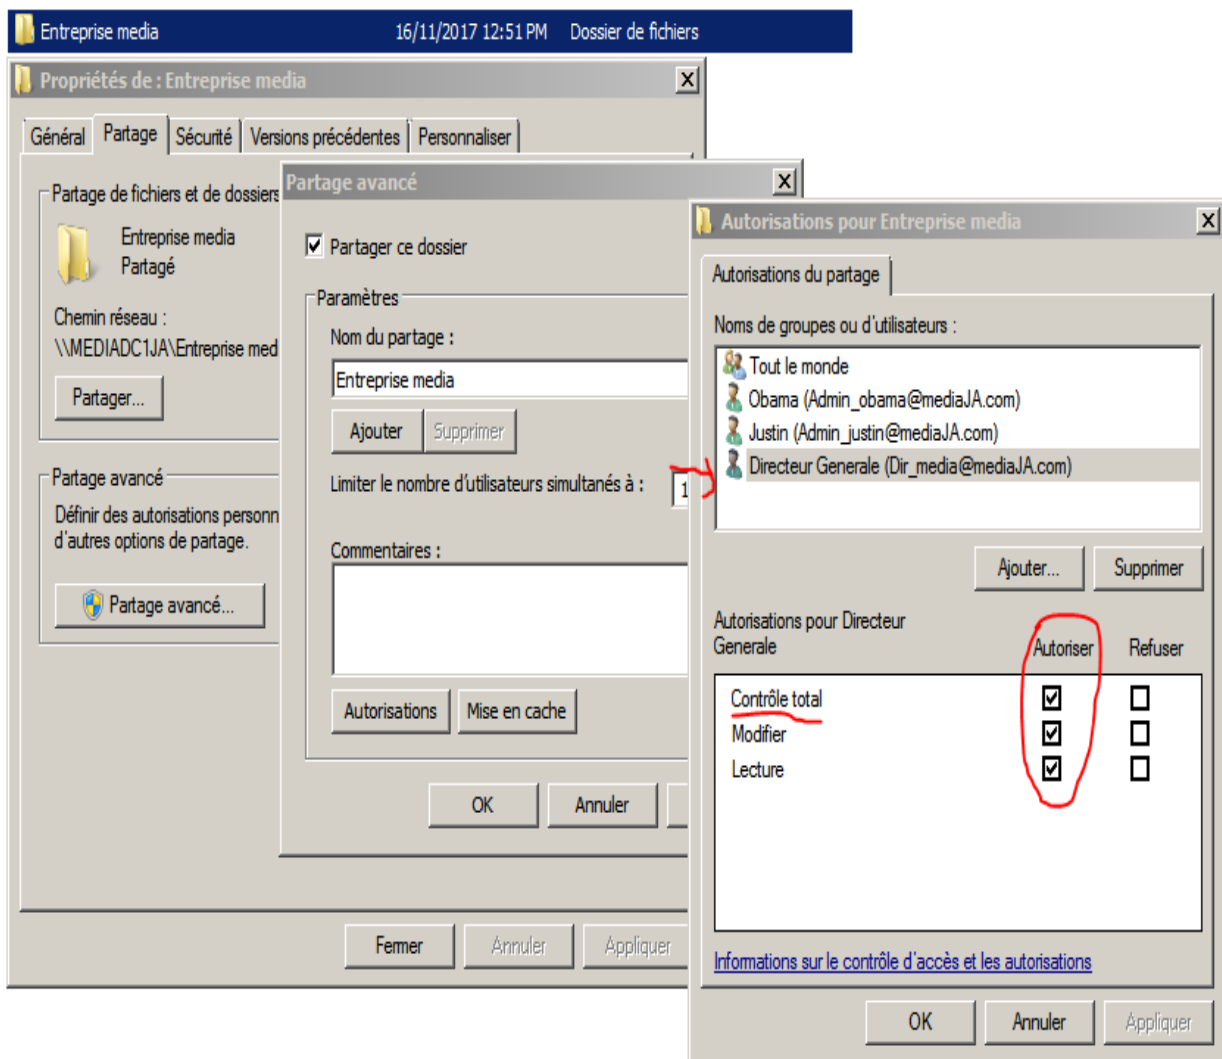 Entreprise media 16/11/2017 12:51 PM Dossier de fichiers
Propriétés de : Entreprise media
Général Partage Sécurité Versions précédentes Personnaliser
Partage de fichiers et de dossiers
Entreprise media
Partagé
Chemin réseau :
\\MEDIADC1JA\Entreprise med
Partager...
Partage avancé
Définir des autorisations personn
d'autres options de partage.
Partage avancé...
Fermer Annuler Appliquer
Partage avancé
Partager ce dossier
Paramètres
Nom du partage :
Entreprise media
Ajouter Supprimer
Limiter le nombre d'utilisateurs simultanés à : 1
Commentaires :
Autorisations Mise en cache
OK Annuler
Autorisations pour Entreprise media
Autorisations du partage
Noms de groupes ou d'utilisateurs :
Tout le monde
Obama (Admin_obama@mediaJA.com)
Justin (Admin_justin@mediaJA.com)
Directeur Generale (Dir_media@mediaJA.com)
Ajouter... Supprimer
Autorisations pour Directeur
Generale Autoriser Refuser
Contrôle total
Modifier
Lecture
Informations sur le contrôle d'accès et les autorisations
OK Annuler Appliquer